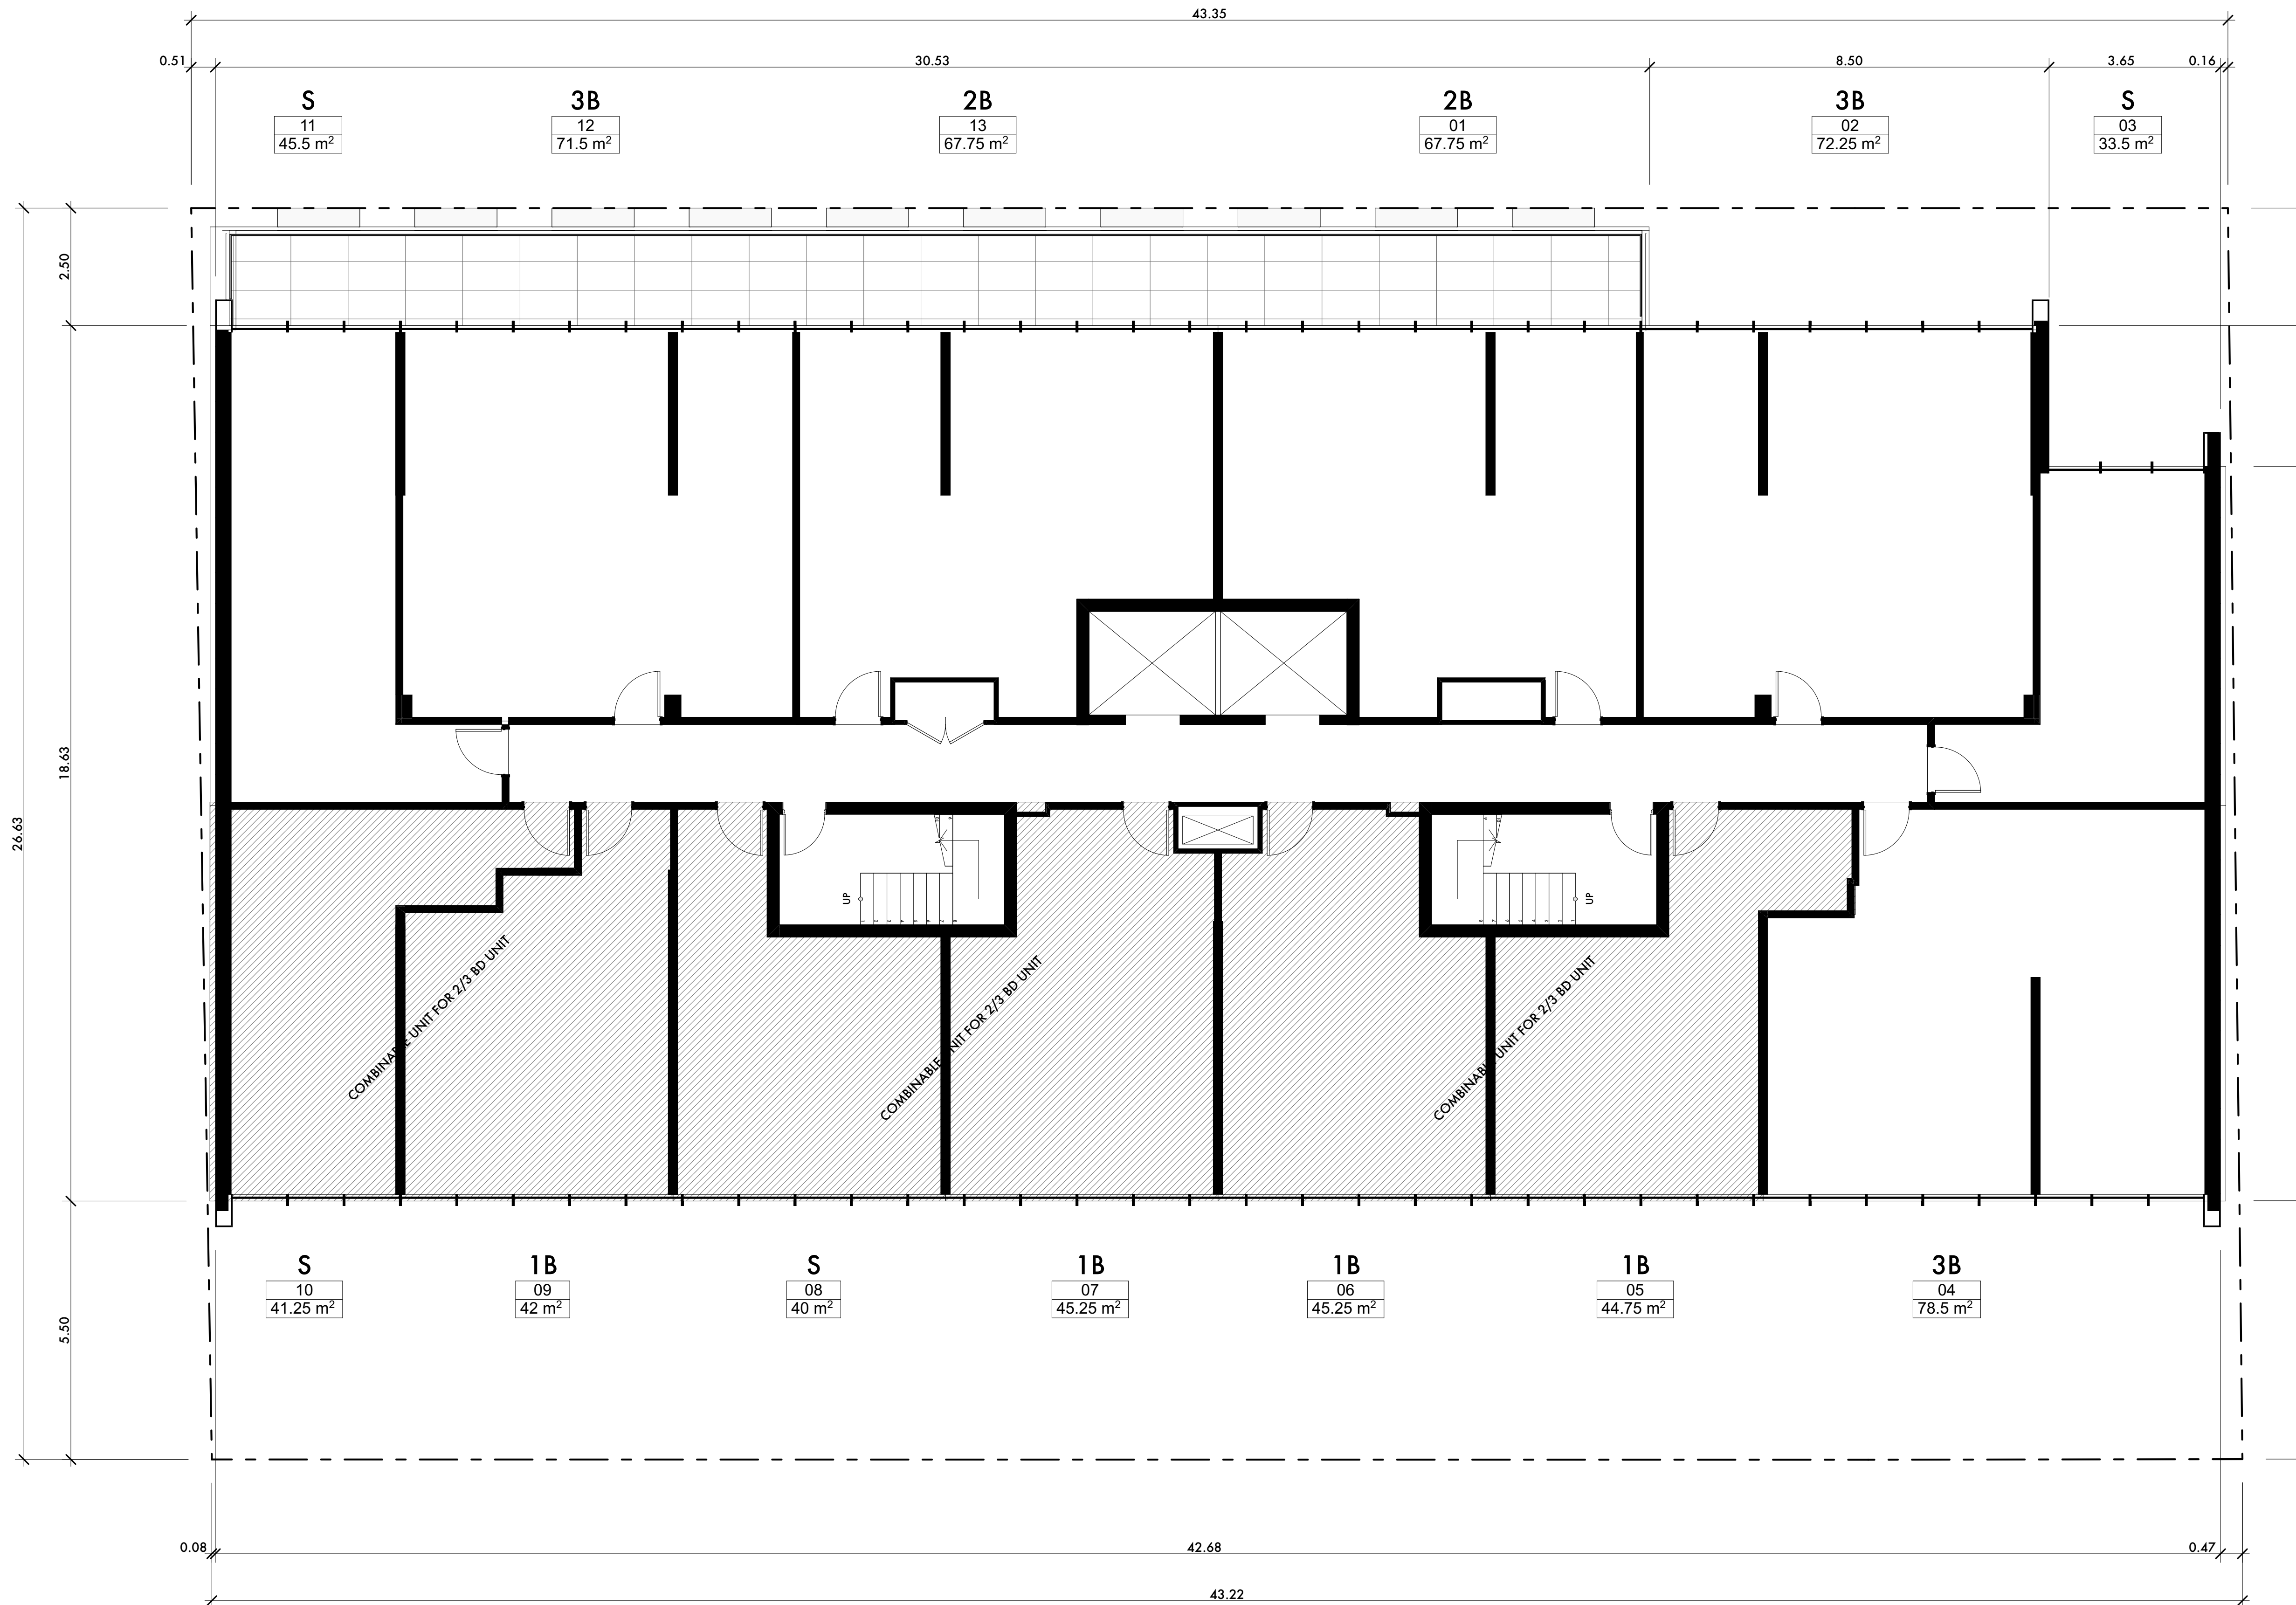 43.35
0.51
30.53
8.50
3.65
0.16
S
11
45.5 m²
3B
12
71.5 m²
2B
13
67.75 m²
2B
01
67.75 m²
3B
02
72.25 m²
S
03
33.5 m²
2.50
18.63
26.63
5.50
UP
UP
COMBINABLE UNIT FOR 2/3 BD UNIT
COMBINABLE UNIT FOR 2/3 BD UNIT
COMBINABLE UNIT FOR 2/3 BD UNIT
S
10
41.25 m²
1B
09
42 m²
S
08
40 m²
1B
07
45.25 m²
1B
06
45.25 m²
1B
05
44.75 m²
3B
04
78.5 m²
0.08
42.68
0.47
43.22